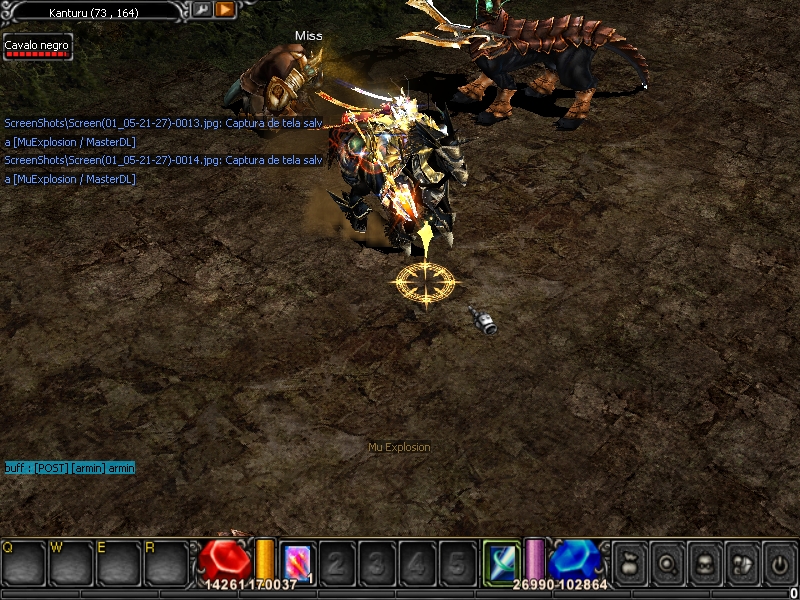 Kanturu (73 , 164)
Cavalo negro
Miss
ScreenShots\Screen(01_05-21-27)-0013.jpg: Captura de tela salv
a [MuExplosion / MasterDL]
ScreenShots\Screen(01_05-21-27)-0014.jpg: Captura de tela salv
a [MuExplosion / MasterDL]
Mu Explosion
buff : [POST] [armin] armin
Q W E R 1 2 3 4 5
14261 17.0037 26990 102864
0